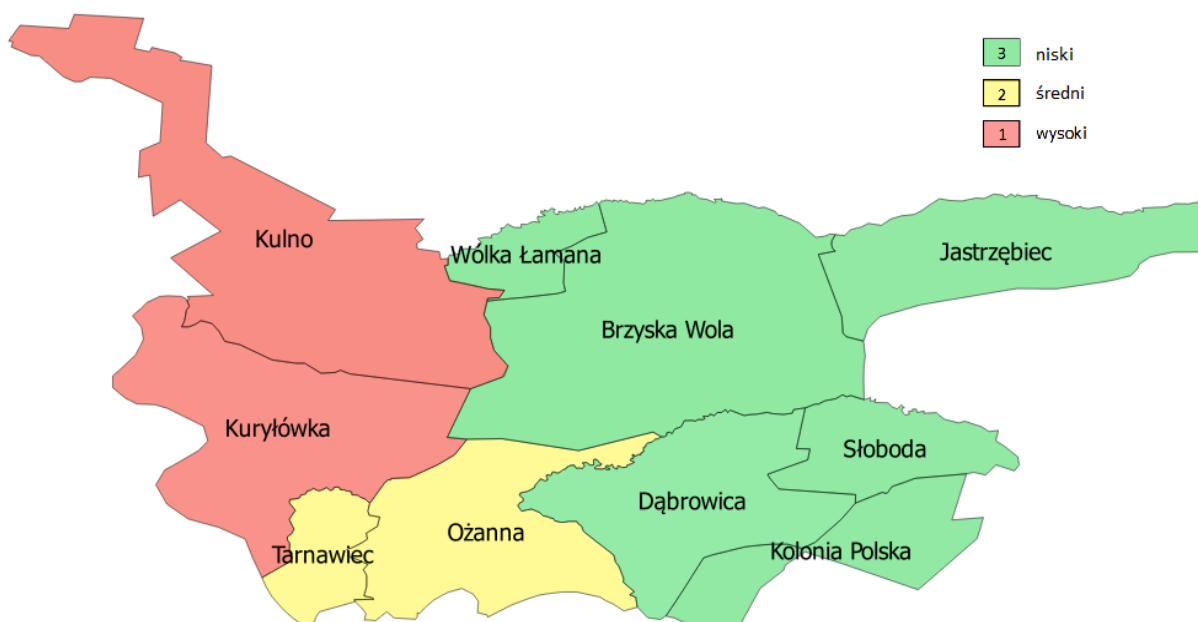 3 niski
2 średni
1 wysoki
Kulno
Wólka Łamana
Jastrzębiec
Brzyska Wola
Kuryłówka
Słoboda
Dąbrowica
Ożanna
Tarnawiec
Kolonia Polska